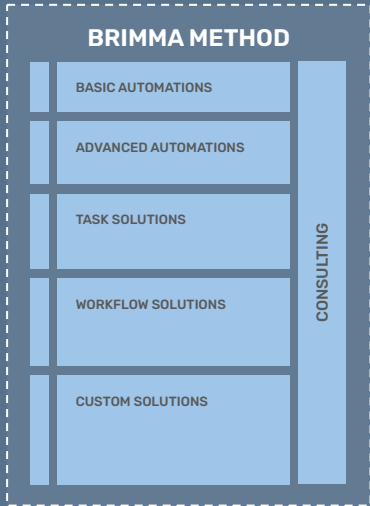 BRIMMA METHOD
BASIC AUTOMATIONS
ADVANCED AUTOMATIONS
TASK SOLUTIONS
WORKFLOW SOLUTIONS
CUSTOM SOLUTIONS
CONSULTING